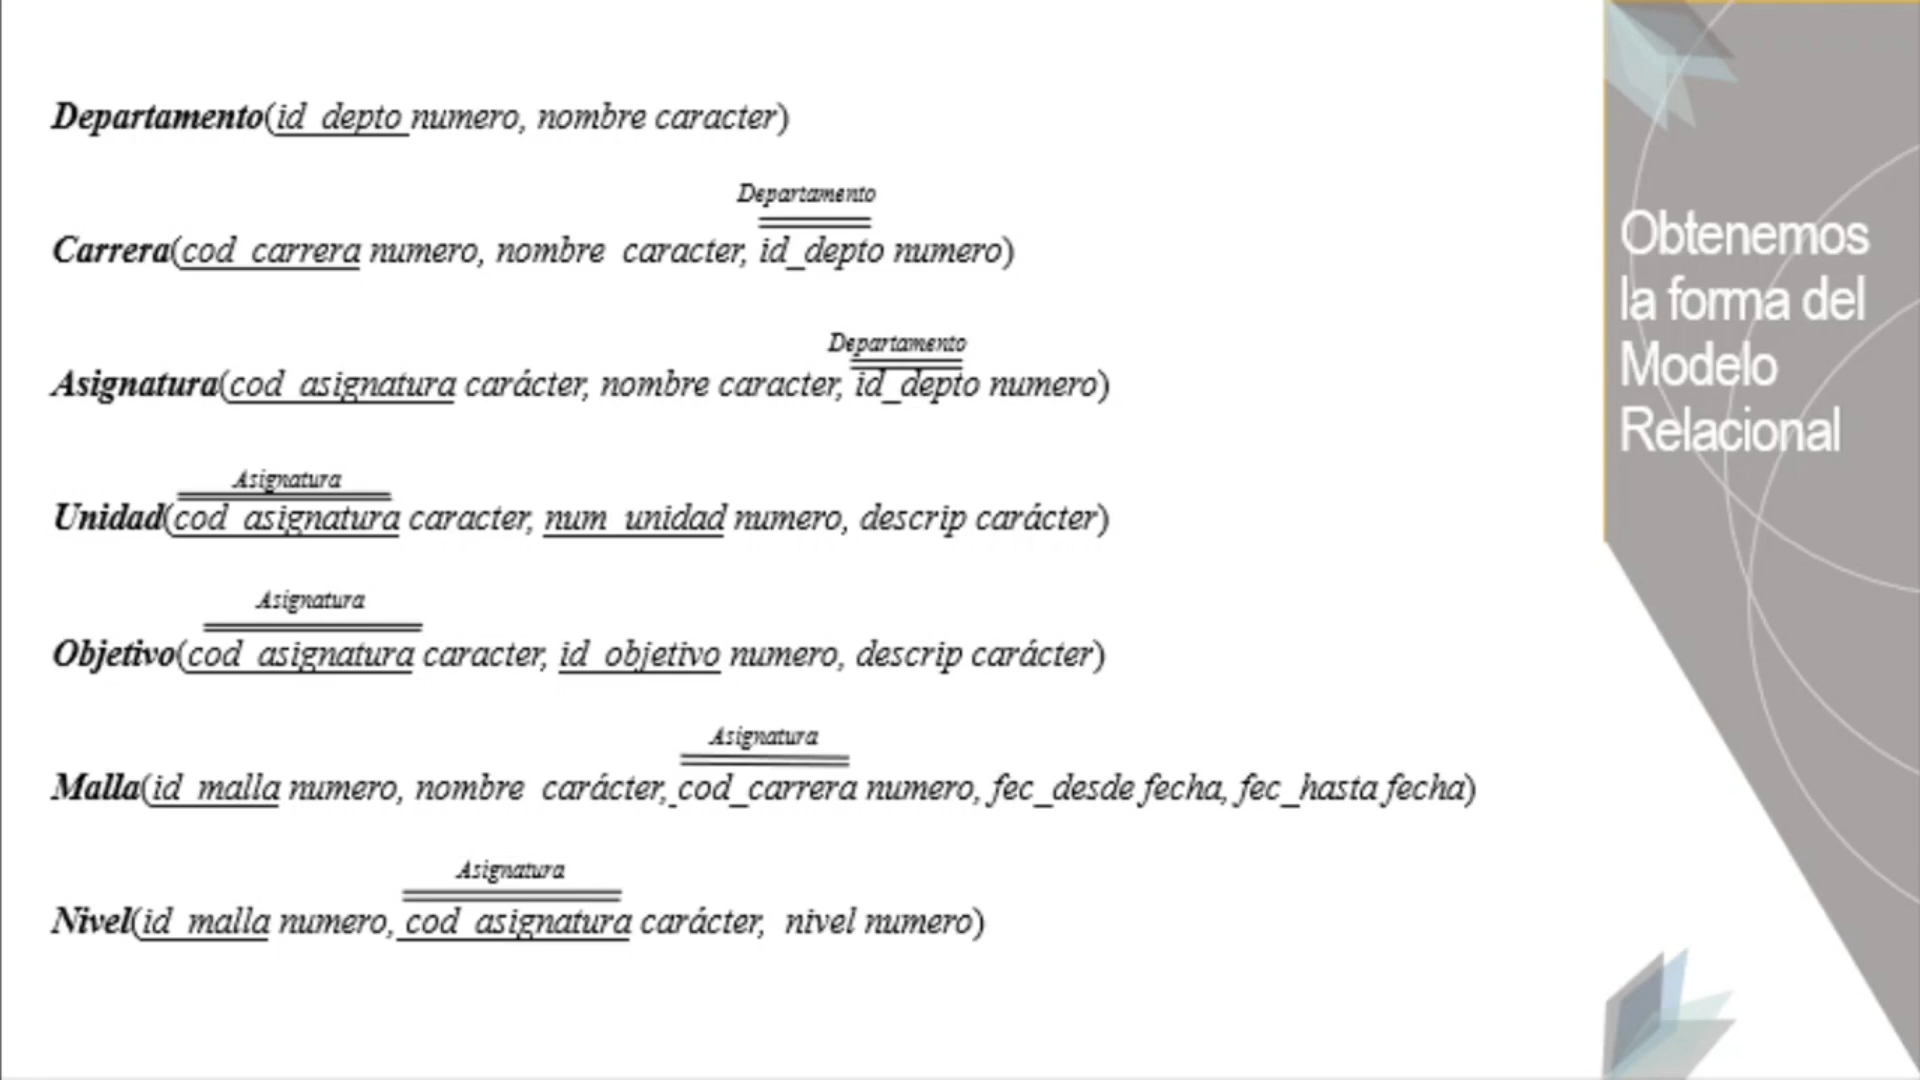 Departamento(id_depto numero, nombre caracter)
Departamento
Carrera(cod_carrera numero, nombre caracter, id_depto numero)
Departamento
Asignatura(cod_asignatura carácter, nombre caracter, id_depto numero)
Asignatura
Unidad(cod_asignatura caracter, num_unidad numero, descrip carácter)
Asignatura
Objetivo(cod_asignatura caracter, id_objetivo numero, descrip carácter)
Asignatura
Malla(id_malla numero, nombre carácter, cod_carrera numero, fec_desde fecha, fec_hasta fecha)
Asignatura
Nivel(id_malla numero, cod_asignatura carácter, nivel numero)
Obtenemos
la forma del
Modelo
Relacional